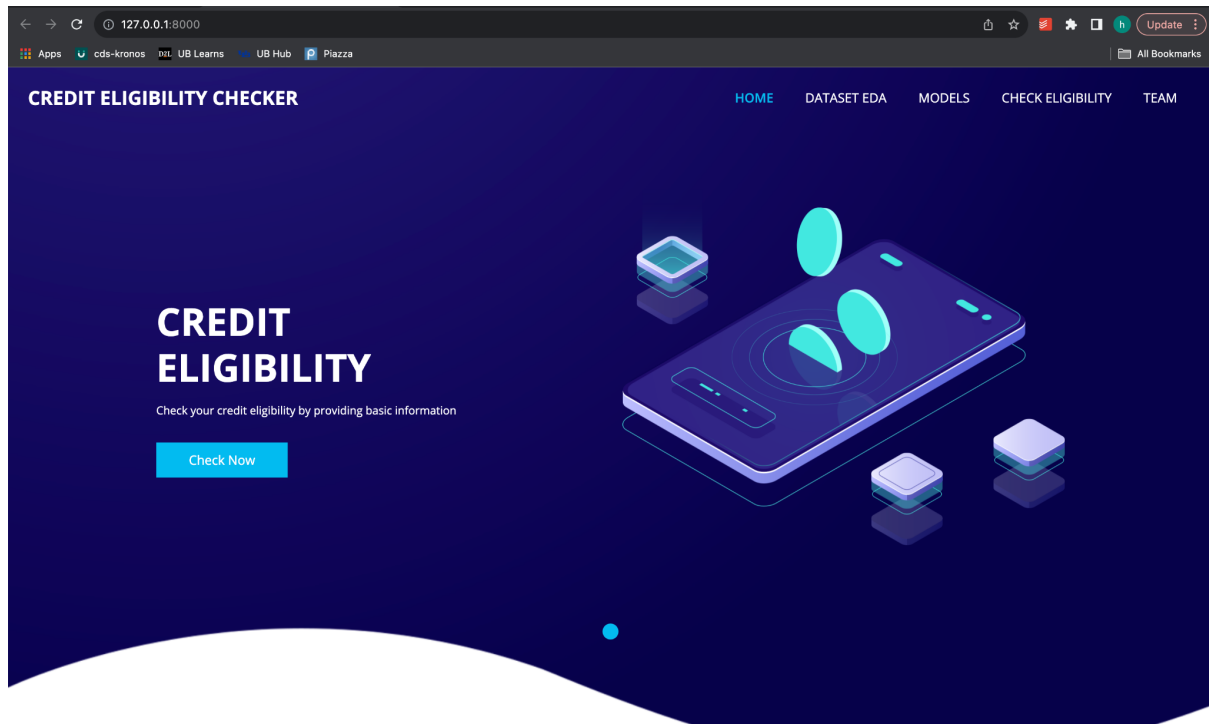 127.0.0.1:8000
Update
Apps
cds-kronos
D2L
UB Learns
UB Hub
Piazza
All Bookmarks
CREDIT ELIGIBILITY CHECKER
HOME
DATASET EDA
MODELS
CHECK ELIGIBILITY
TEAM
CREDIT
ELIGIBILITY
Check your credit eligibility by providing basic information
Check Now